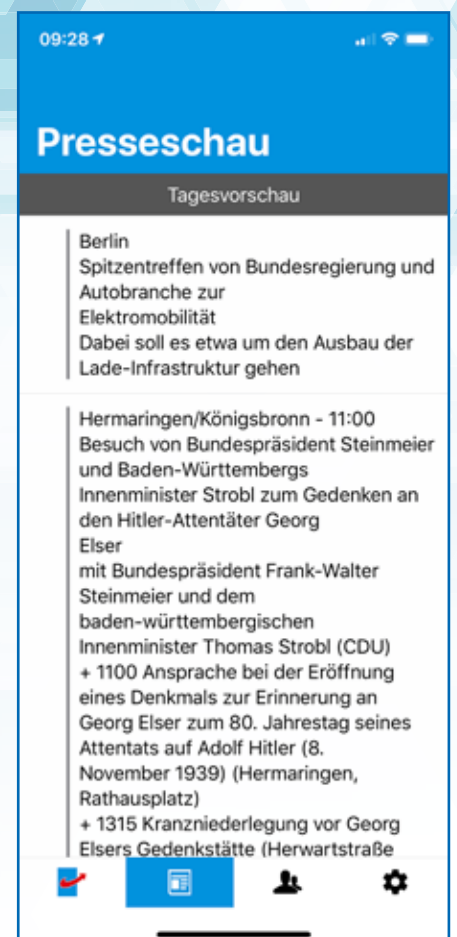 09:28
Presseschau
Tagesvorschau
Berlin
Spitzentreffen von Bundesregierung und
Autobranche zur
Elektromobilität
Dabei soll es etwa um den Ausbau der
Lade-Infrastruktur gehen
Hermaringen/Königsbronn - 11:00
Besuch von Bundespräsident Steinmeier
und Baden-Württembergs
Innenminister Strobl zum Gedenken an
den Hitler-Attentäter Georg
Elser
mit Bundespräsident Frank-Walter
Steinmeier und dem
baden-württembergischen
Innenminister Thomas Strobl (CDU)
+ 1100 Ansprache bei der Eröffnung
eines Denkmals zur Erinnerung an
Georg Elser zum 80. Jahrestag seines
Attentats auf Adolf Hitler (8.
November 1939) (Hermaringen,
Rathausplatz)
+ 1315 Kranzniederlegung vor Georg
Elsers Gedenkstätte (Herwartstraße